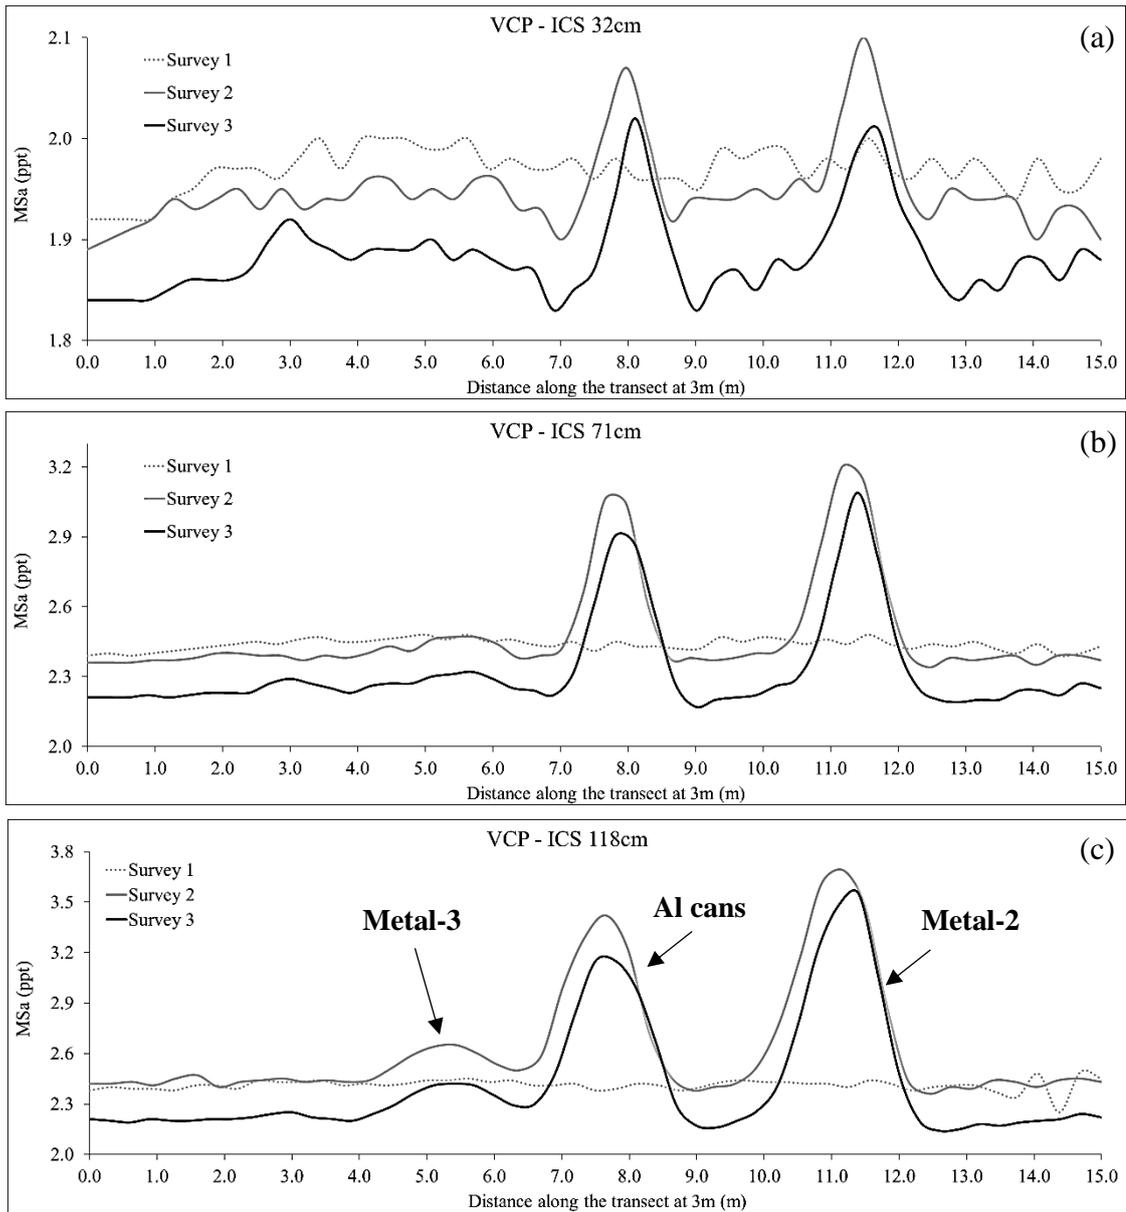 VCP - ICS 32cm
(a)
2.1
2.0
1.9
1.8
MSa (ppt)
Survey 1
Survey 2
Survey 3
0.0 1.0 2.0 3.0 4.0 5.0 6.0 7.0 8.0 9.0 10.0 11.0 12.0 13.0 14.0 15.0
Distance along the transect at 3m (m)
VCP - ICS 71cm
(b)
3.2
2.9
2.6
2.3
2.0
MSa (ppt)
Survey 1
Survey 2
Survey 3
0.0 1.0 2.0 3.0 4.0 5.0 6.0 7.0 8.0 9.0 10.0 11.0 12.0 13.0 14.0 15.0
Distance along the transect at 3m (m)
VCP - ICS 118cm
(c)
3.8
3.5
3.2
2.9
2.6
2.3
2.0
MSa (ppt)
Survey 1
Survey 2
Survey 3
Metal-3
Al cans
Metal-2
0.0 1.0 2.0 3.0 4.0 5.0 6.0 7.0 8.0 9.0 10.0 11.0 12.0 13.0 14.0 15.0
Distance along the transect at 3m (m)